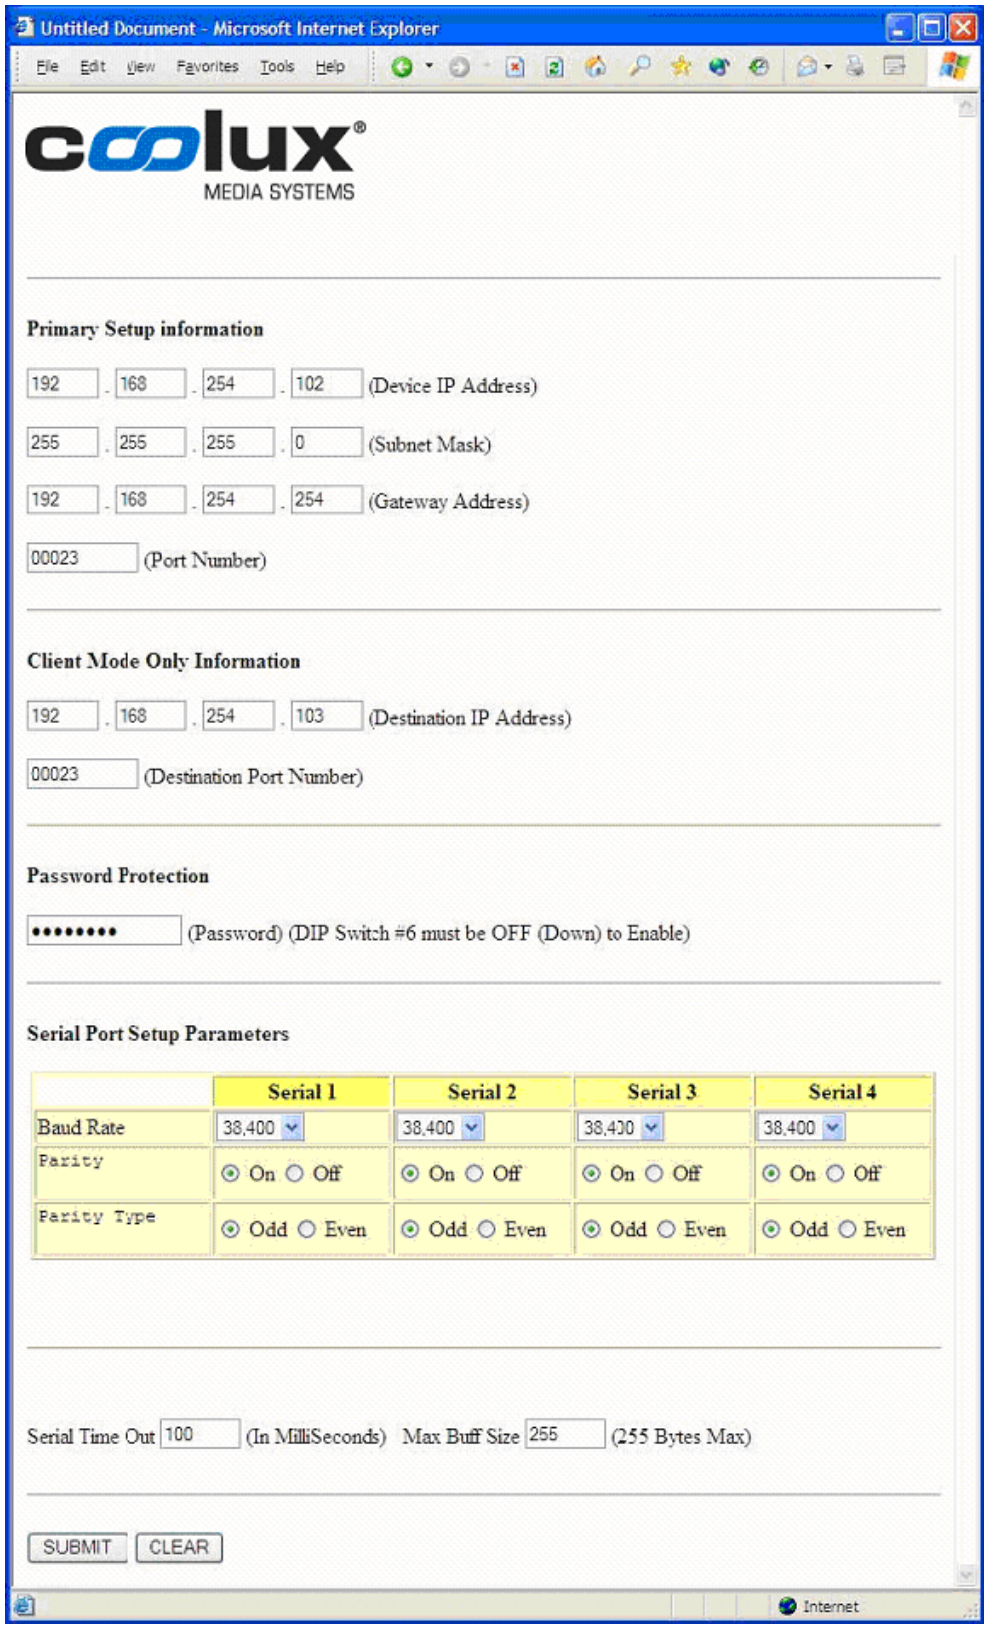 Untitled Document - Microsoft Internet Explorer
File Edit View Favorites Tools Help
coolux®
MEDIA SYSTEMS
Primary Setup information
192 . 168 . 254 . 102 (Device IP Address)
255 . 255 . 255 . 0 (Subnet Mask)
192 . 168 . 254 . 254 (Gateway Address)
00023 (Port Number)
Client Mode Only Information
192 . 168 . 254 . 103 (Destination IP Address)
00023 (Destination Port Number)
Password Protection
•••••••• (Password) (DIP Switch #6 must be OFF (Down) to Enable)
Serial Port Setup Parameters
Serial 1 Serial 2 Serial 3 Serial 4
Baud Rate 38,400 38,400 38,400 38,400
Parity On Off On Off On Off On Off
Parity Type Odd Even Odd Even Odd Even Odd Even
Serial Time Out 100 (In MilliSeconds) Max Buff Size 255 (255 Bytes Max)
SUBMIT CLEAR
Internet